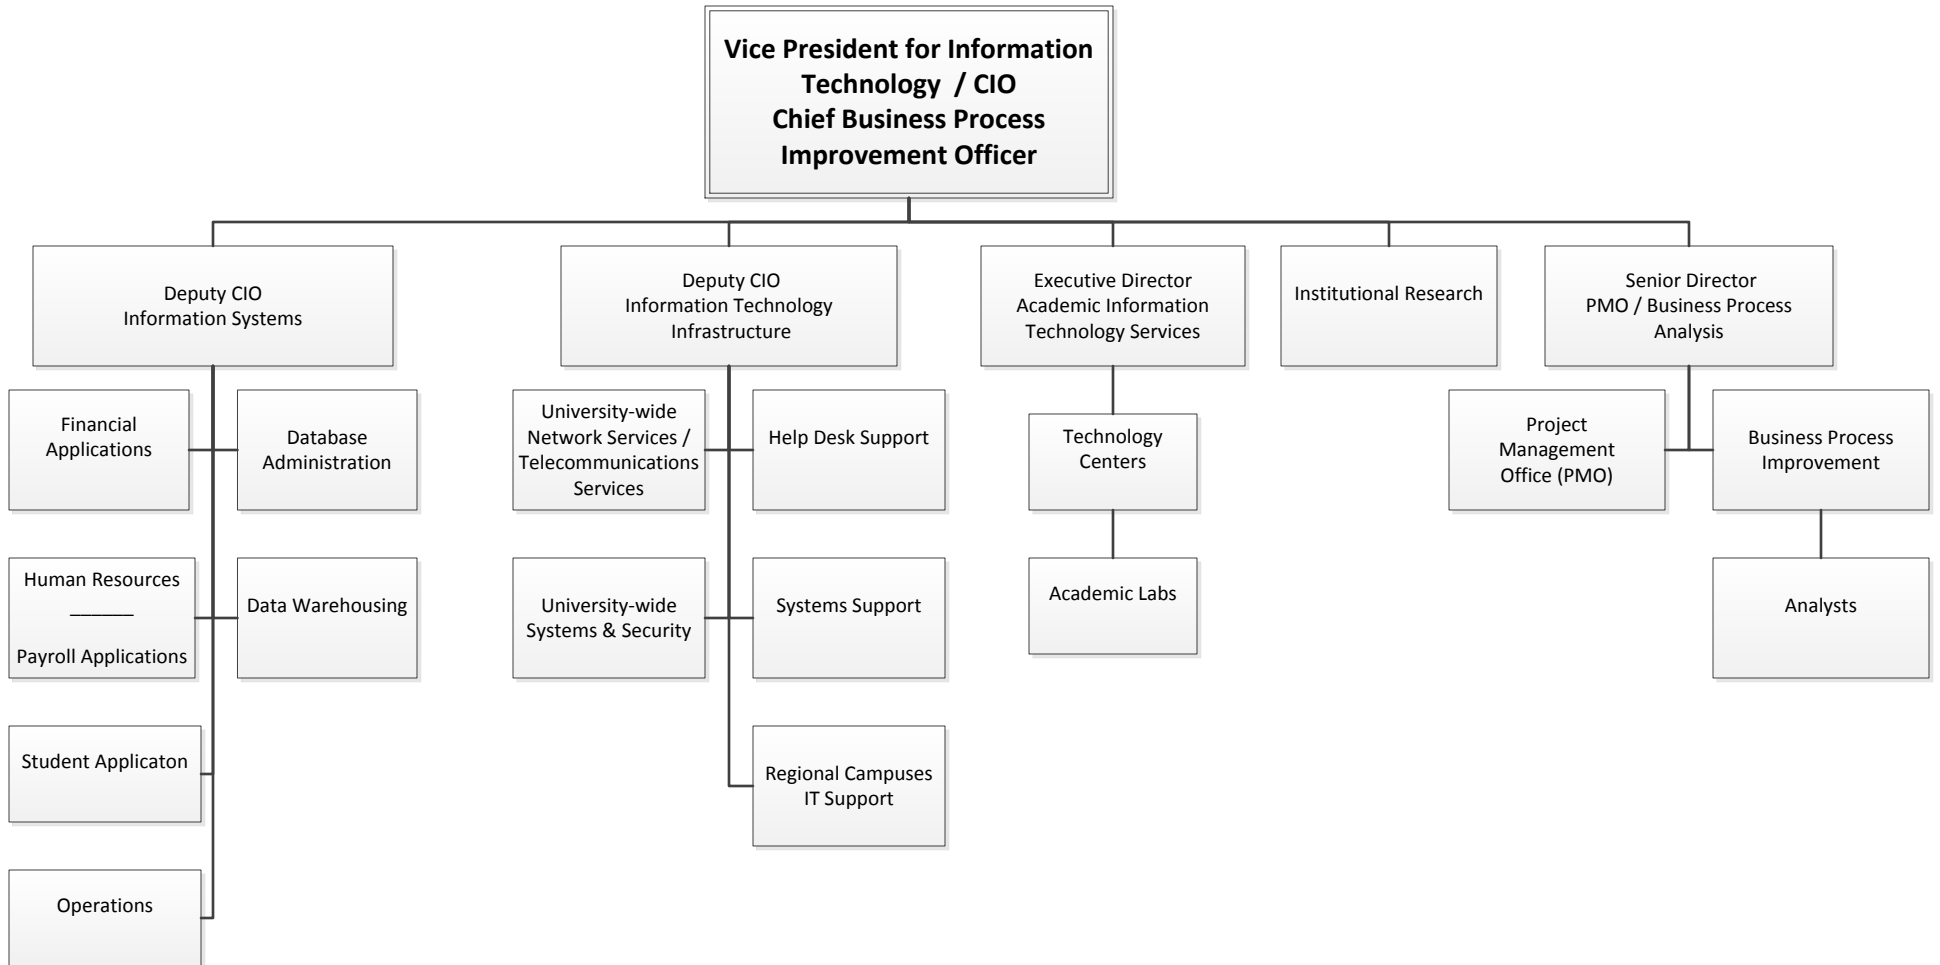 Vice President for Information
Technology / CIO
Chief Business Process
Improvement Officer
Deputy CIO
Information Systems
Deputy CIO
Information Technology
Infrastructure
Executive Director
Academic Information
Technology Services
Institutional Research
Senior Director
PMO / Business Process
Analysis
Financial
Applications
Database
Administration
University-wide
Network Services /
Telecommunications
Services
Help Desk Support
Technology
Centers
Project
Management
Office (PMO)
Business Process
Improvement
Human Resources
______
Payroll Applications
Data Warehousing
University-wide
Systems & Security
Systems Support
Academic Labs
Analysts
Student Applicaton
Regional Campuses
IT Support
Operations